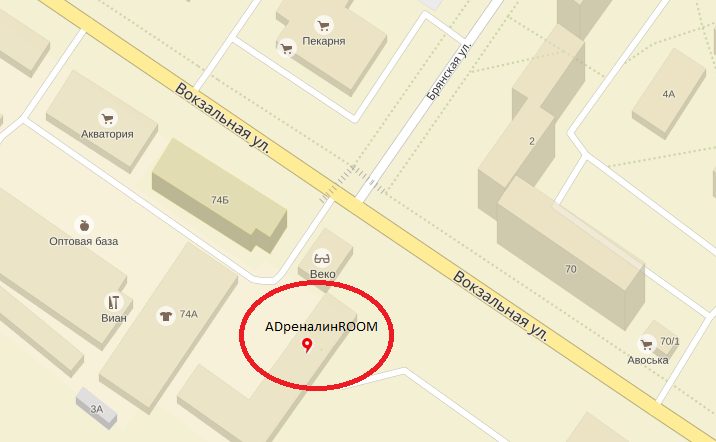 Пекарня
Брянская ул.
4А
Вокзальная ул.
Акватория
2
74Б
Оптовая база
Веко
70
Вокзальная ул.
Виан
74А
ADреналинROOM
70/1
Авоська
3А